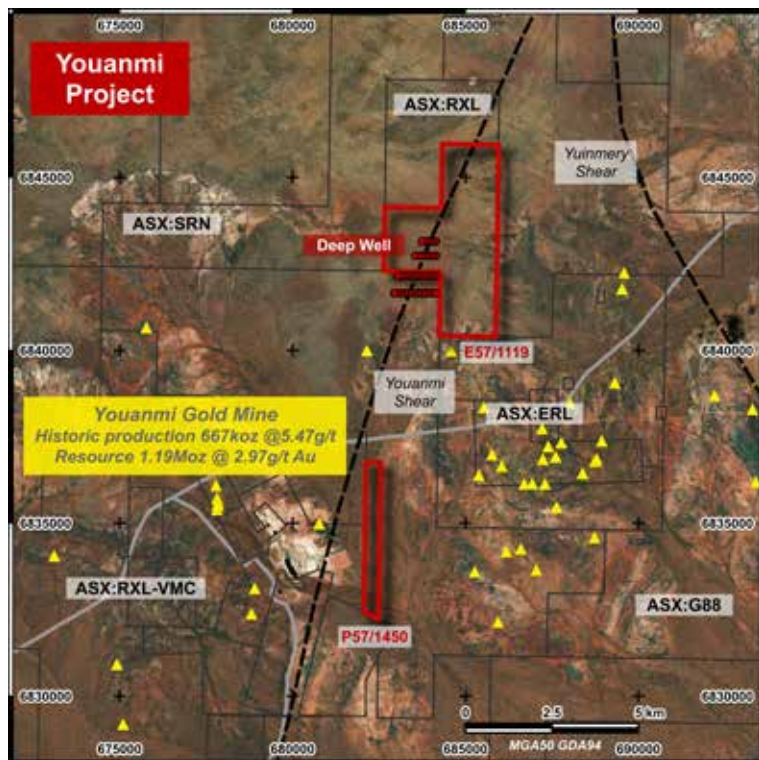 675000
680000
685000
690000
Youanmi
Project
ASX:RXL
Yuinmery
Shear
6845000
6845000
ASX:SRN
Deep Well
6840000
6840000
E57/1119
Youanmi
Shear
Youanmi Gold Mine
Historic production 667koz @5.47g/t
Resource 1.19Moz @ 2.97g/t Au
ASX:ERL
6835000
6835000
ASX:RXL-VMC
ASX:G88
P57/1450
6830000
6830000
0
2.5
5 km
MGA50 GDA94
675000
680000
685000
690000